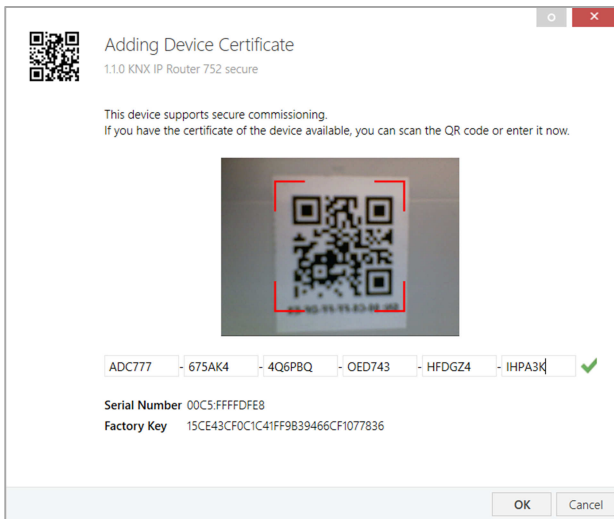 Adding Device Certificate
1.1.0 KNX IP Router 752 secure
This device supports secure commissioning.
If you have the certificate of the device available, you can scan the QR code or enter it now.
ADC777 - 675AK4 - 4Q6PBQ - OED743 - HFDGZ4 - IHPA3K
Serial Number 00C5:FFFFDFE8
Factory Key 15CE43CF0C1C41FF9B39466CF1077836
OK Cancel